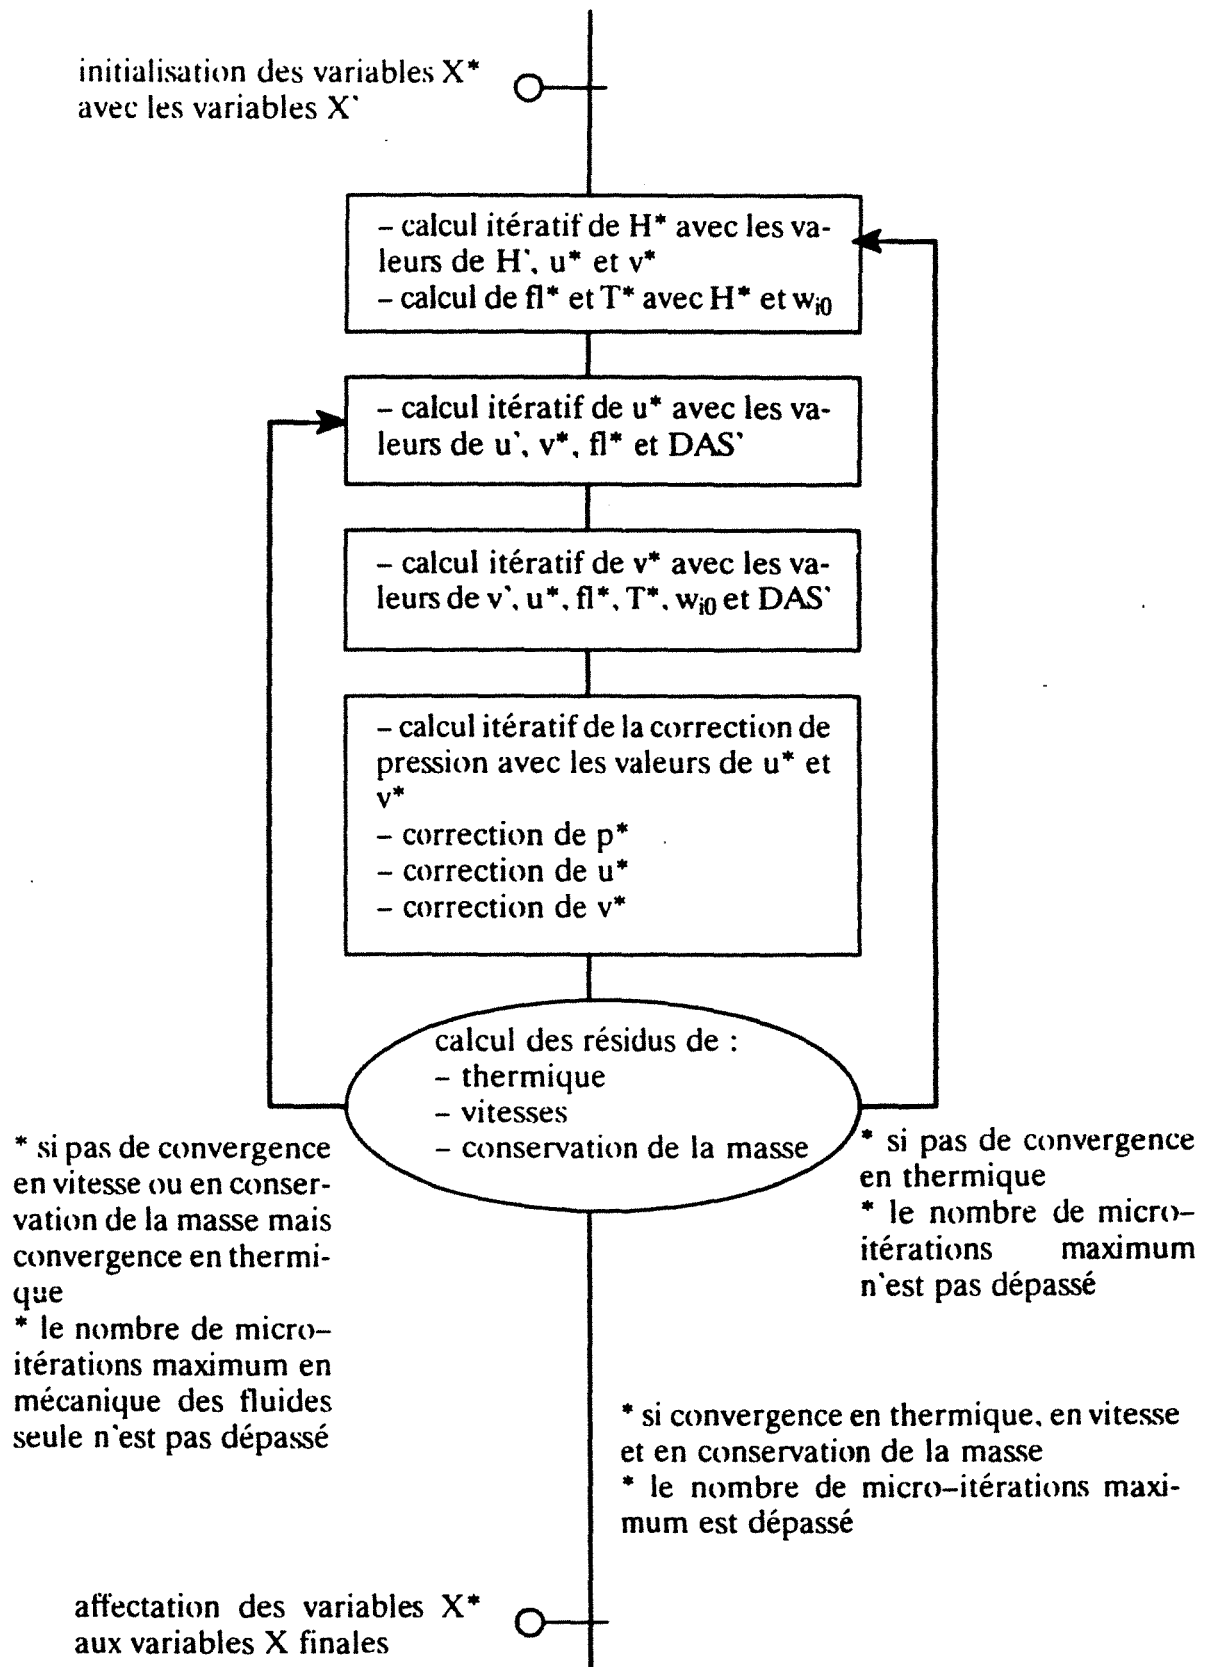 initialisation des variables X*
avec les variables X`
– calcul itératif de H* avec les va-
leurs de H`, u* et v*
– calcul de fl* et T* avec H* et wi0
– calcul itératif de u* avec les va-
leurs de u`, v*, fl* et DAS`
– calcul itératif de v* avec les va-
leurs de v`, u*, fl*, T*, wi0 et DAS`
– calcul itératif de la correction de
pression avec les valeurs de u* et
v*
– correction de p*
– correction de u*
– correction de v*
calcul des résidus de :
– thermique
– vitesses
– conservation de la masse
* si pas de convergence
en vitesse ou en conser-
vation de la masse mais
convergence en thermi-
que
* le nombre de micro–
itérations maximum en
mécanique des fluides
seule n`est pas dépassé
* si pas de convergence
en thermique
* le nombre de micro–
itérations maximum
n`est pas dépassé
* si convergence en thermique, en vitesse
et en conservation de la masse
* le nombre de micro–itérations maxi-
mum est dépassé
affectation des variables X*
aux variables X finales